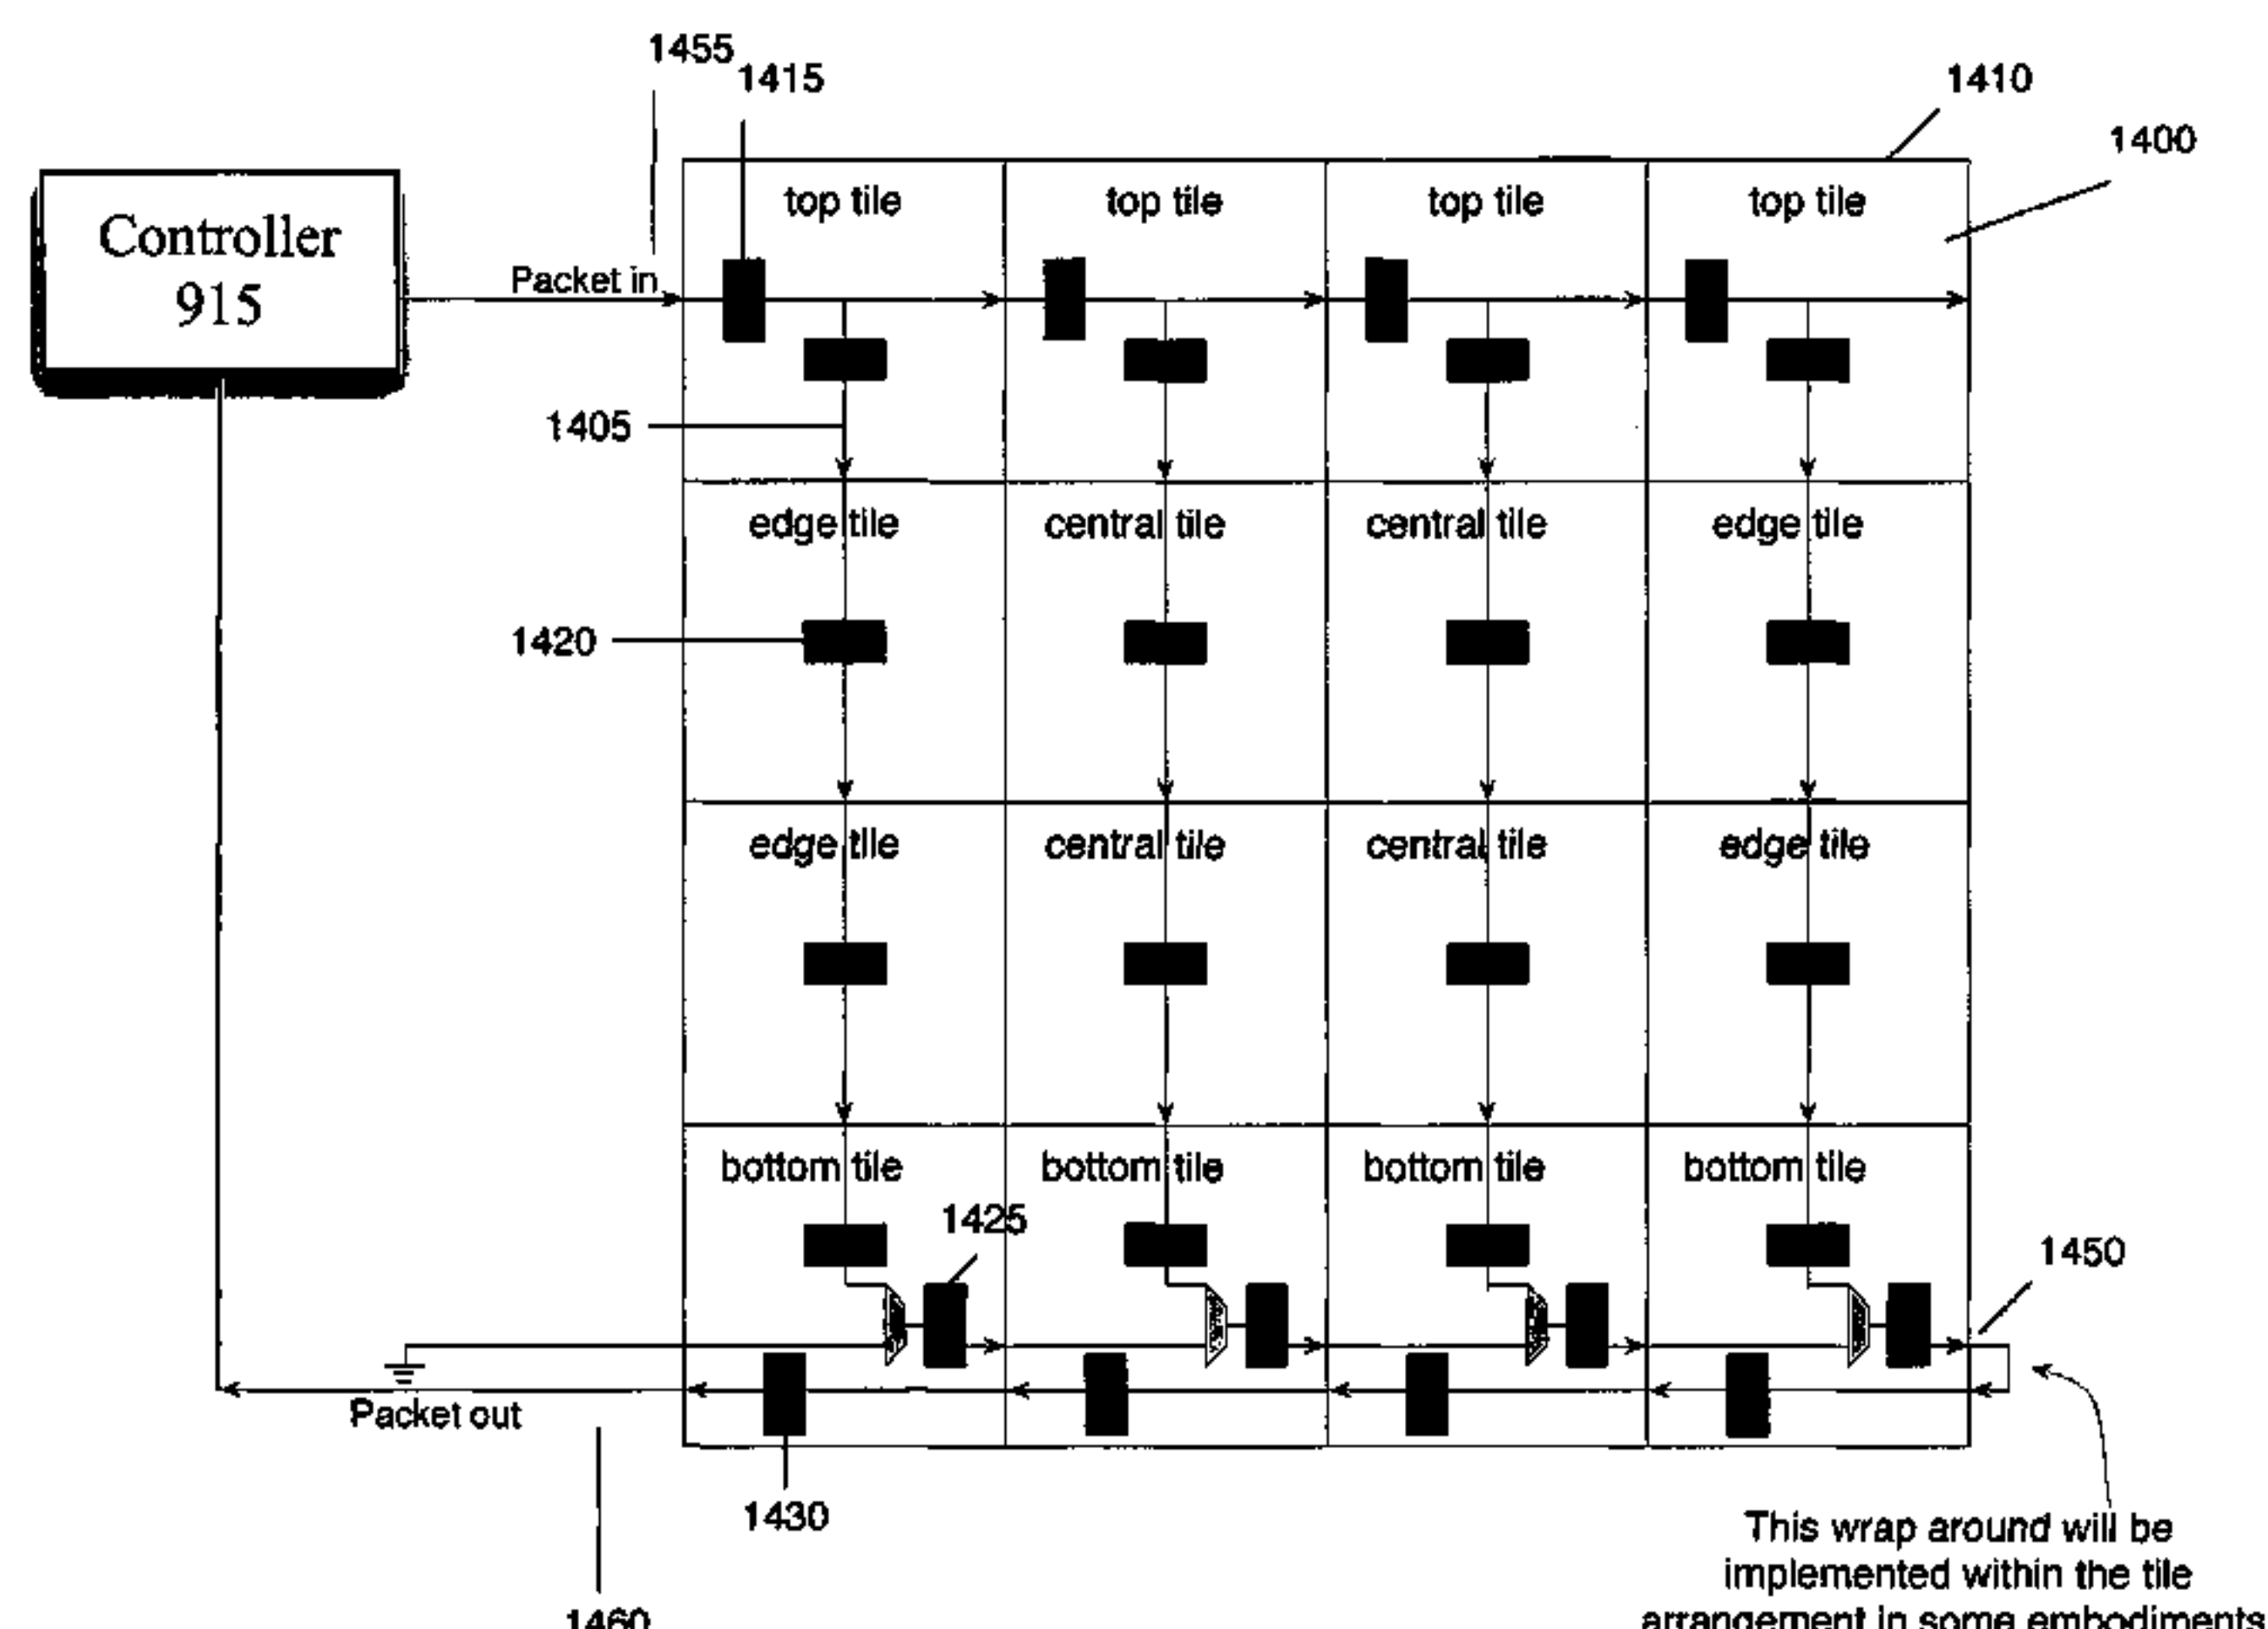 1455
1415
1410
1400
Controller
915
Packet in
top tile
top tile
top tile
top tile
1405
edge tile
central tile
central tile
edge tile
1420
edge tile
central tile
central tile
edge tile
bottom tile
bottom tile
bottom tile
bottom tile
1425
1450
Packet out
1430
1460
This wrap around will be
implemented within the tile
arrangement in some embodiments